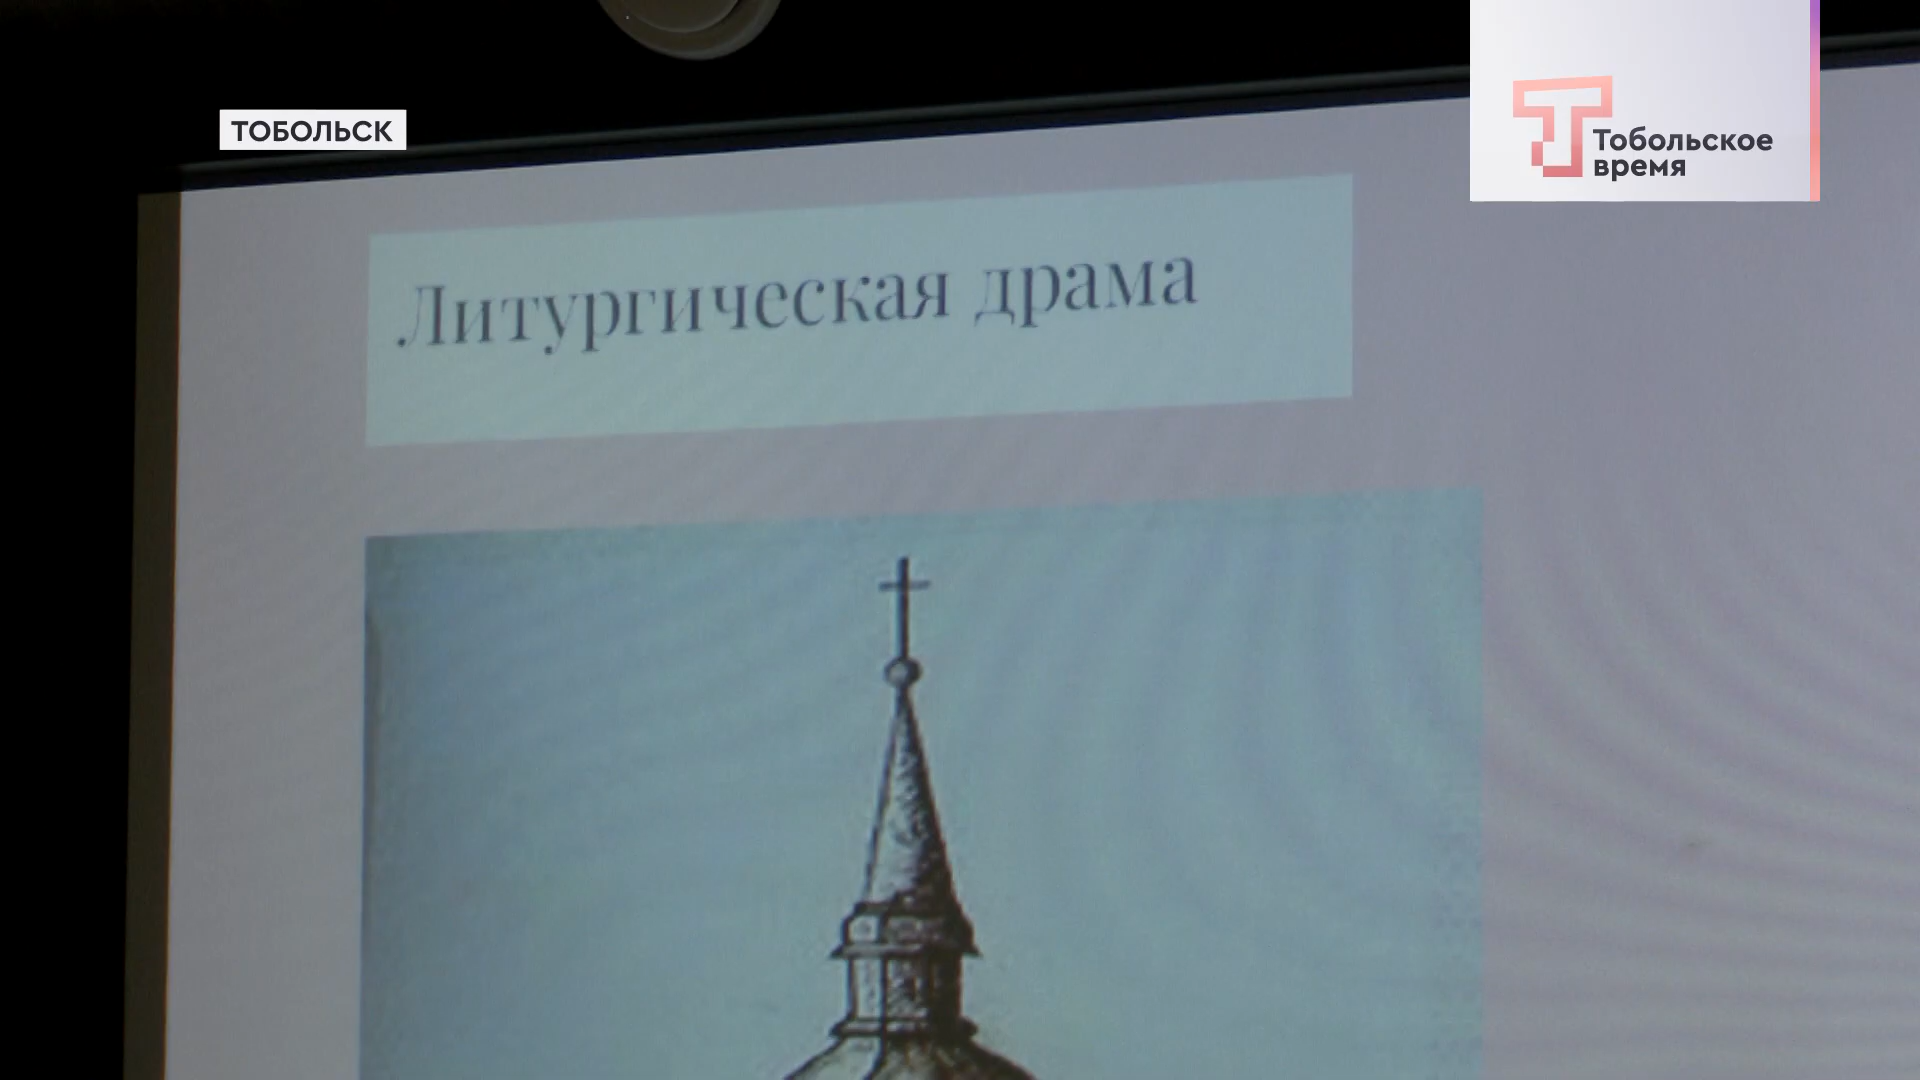 ТОБОЛЬСК
Тобольское
время
Литургическая драма